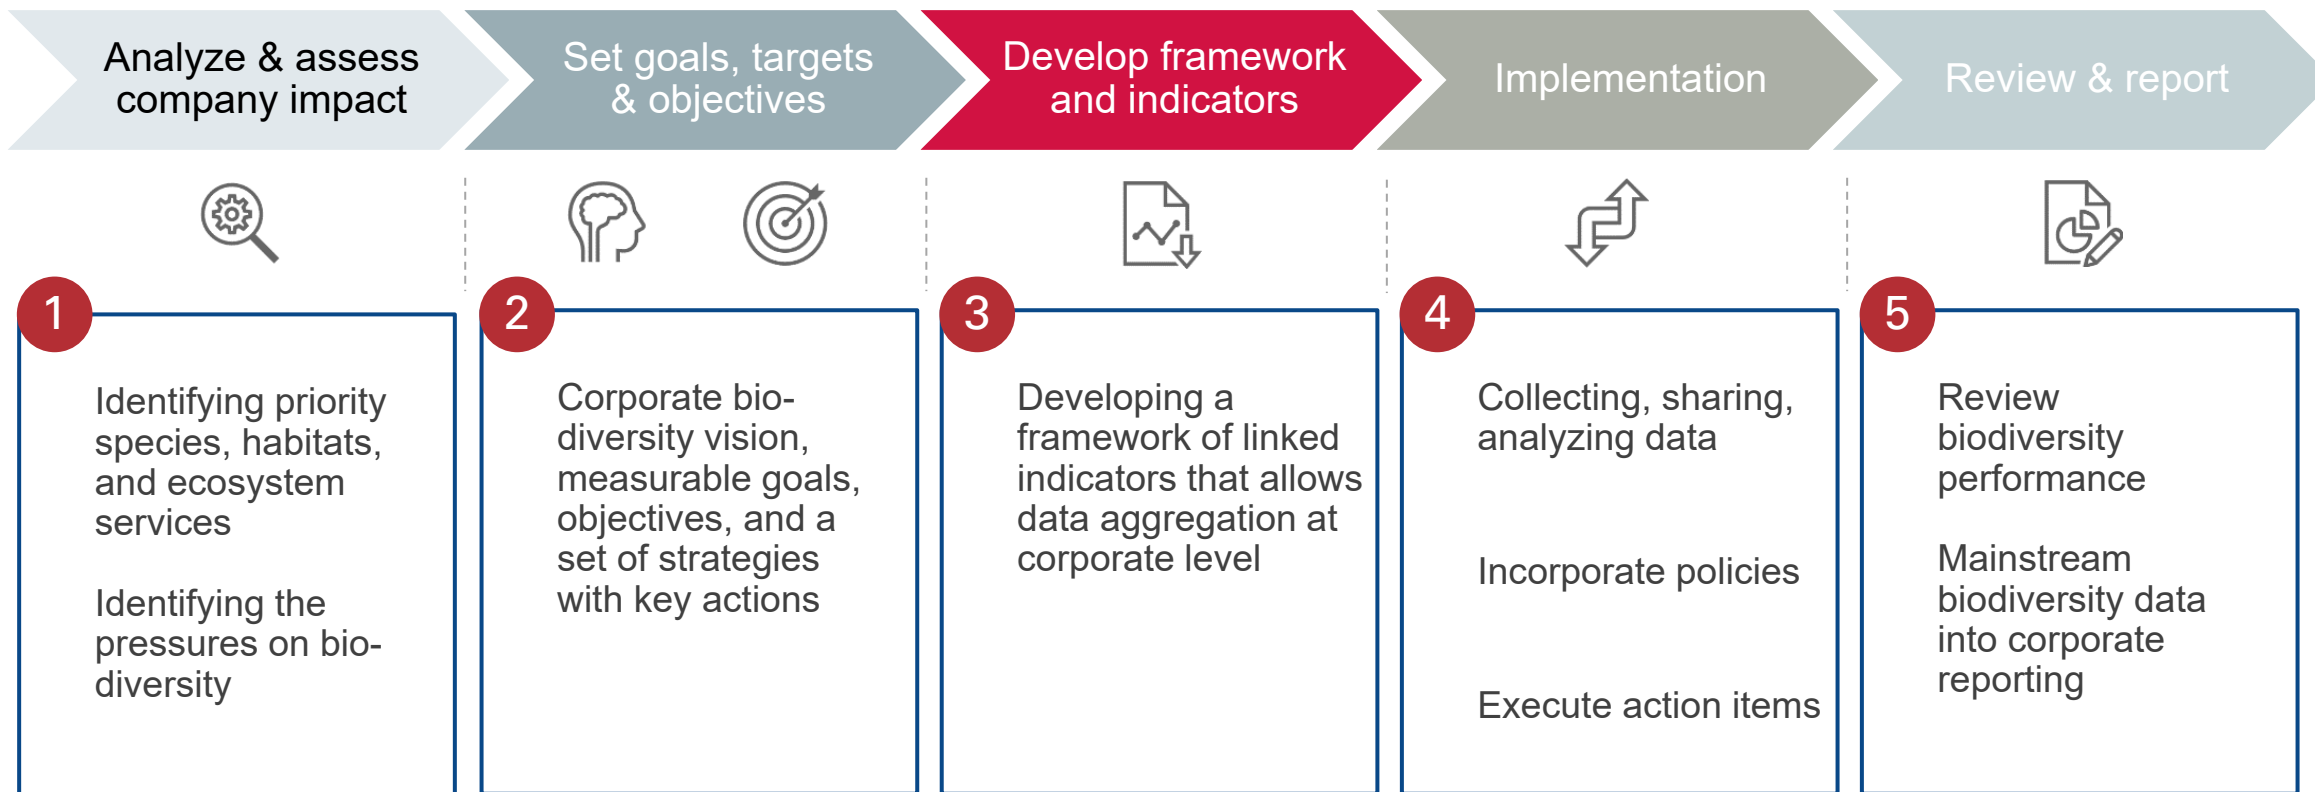 Analyze & assess
company impact
Set goals, targets
& objectives
Develop framework
and indicators
Implementation
Review & report
1
Identifying priority
species, habitats,
and ecosystem
services
Identifying the
pressures on bio-
diversity
2
Corporate bio-
diversity vision,
measurable goals,
objectives, and a
set of strategies
with key actions
3
Developing a
framework of linked
indicators that allows
data aggregation at
corporate level
4
Collecting, sharing,
analyzing data
Incorporate policies
Execute action items
5
Review
biodiversity
performance
Mainstream
biodiversity data
into corporate
reporting